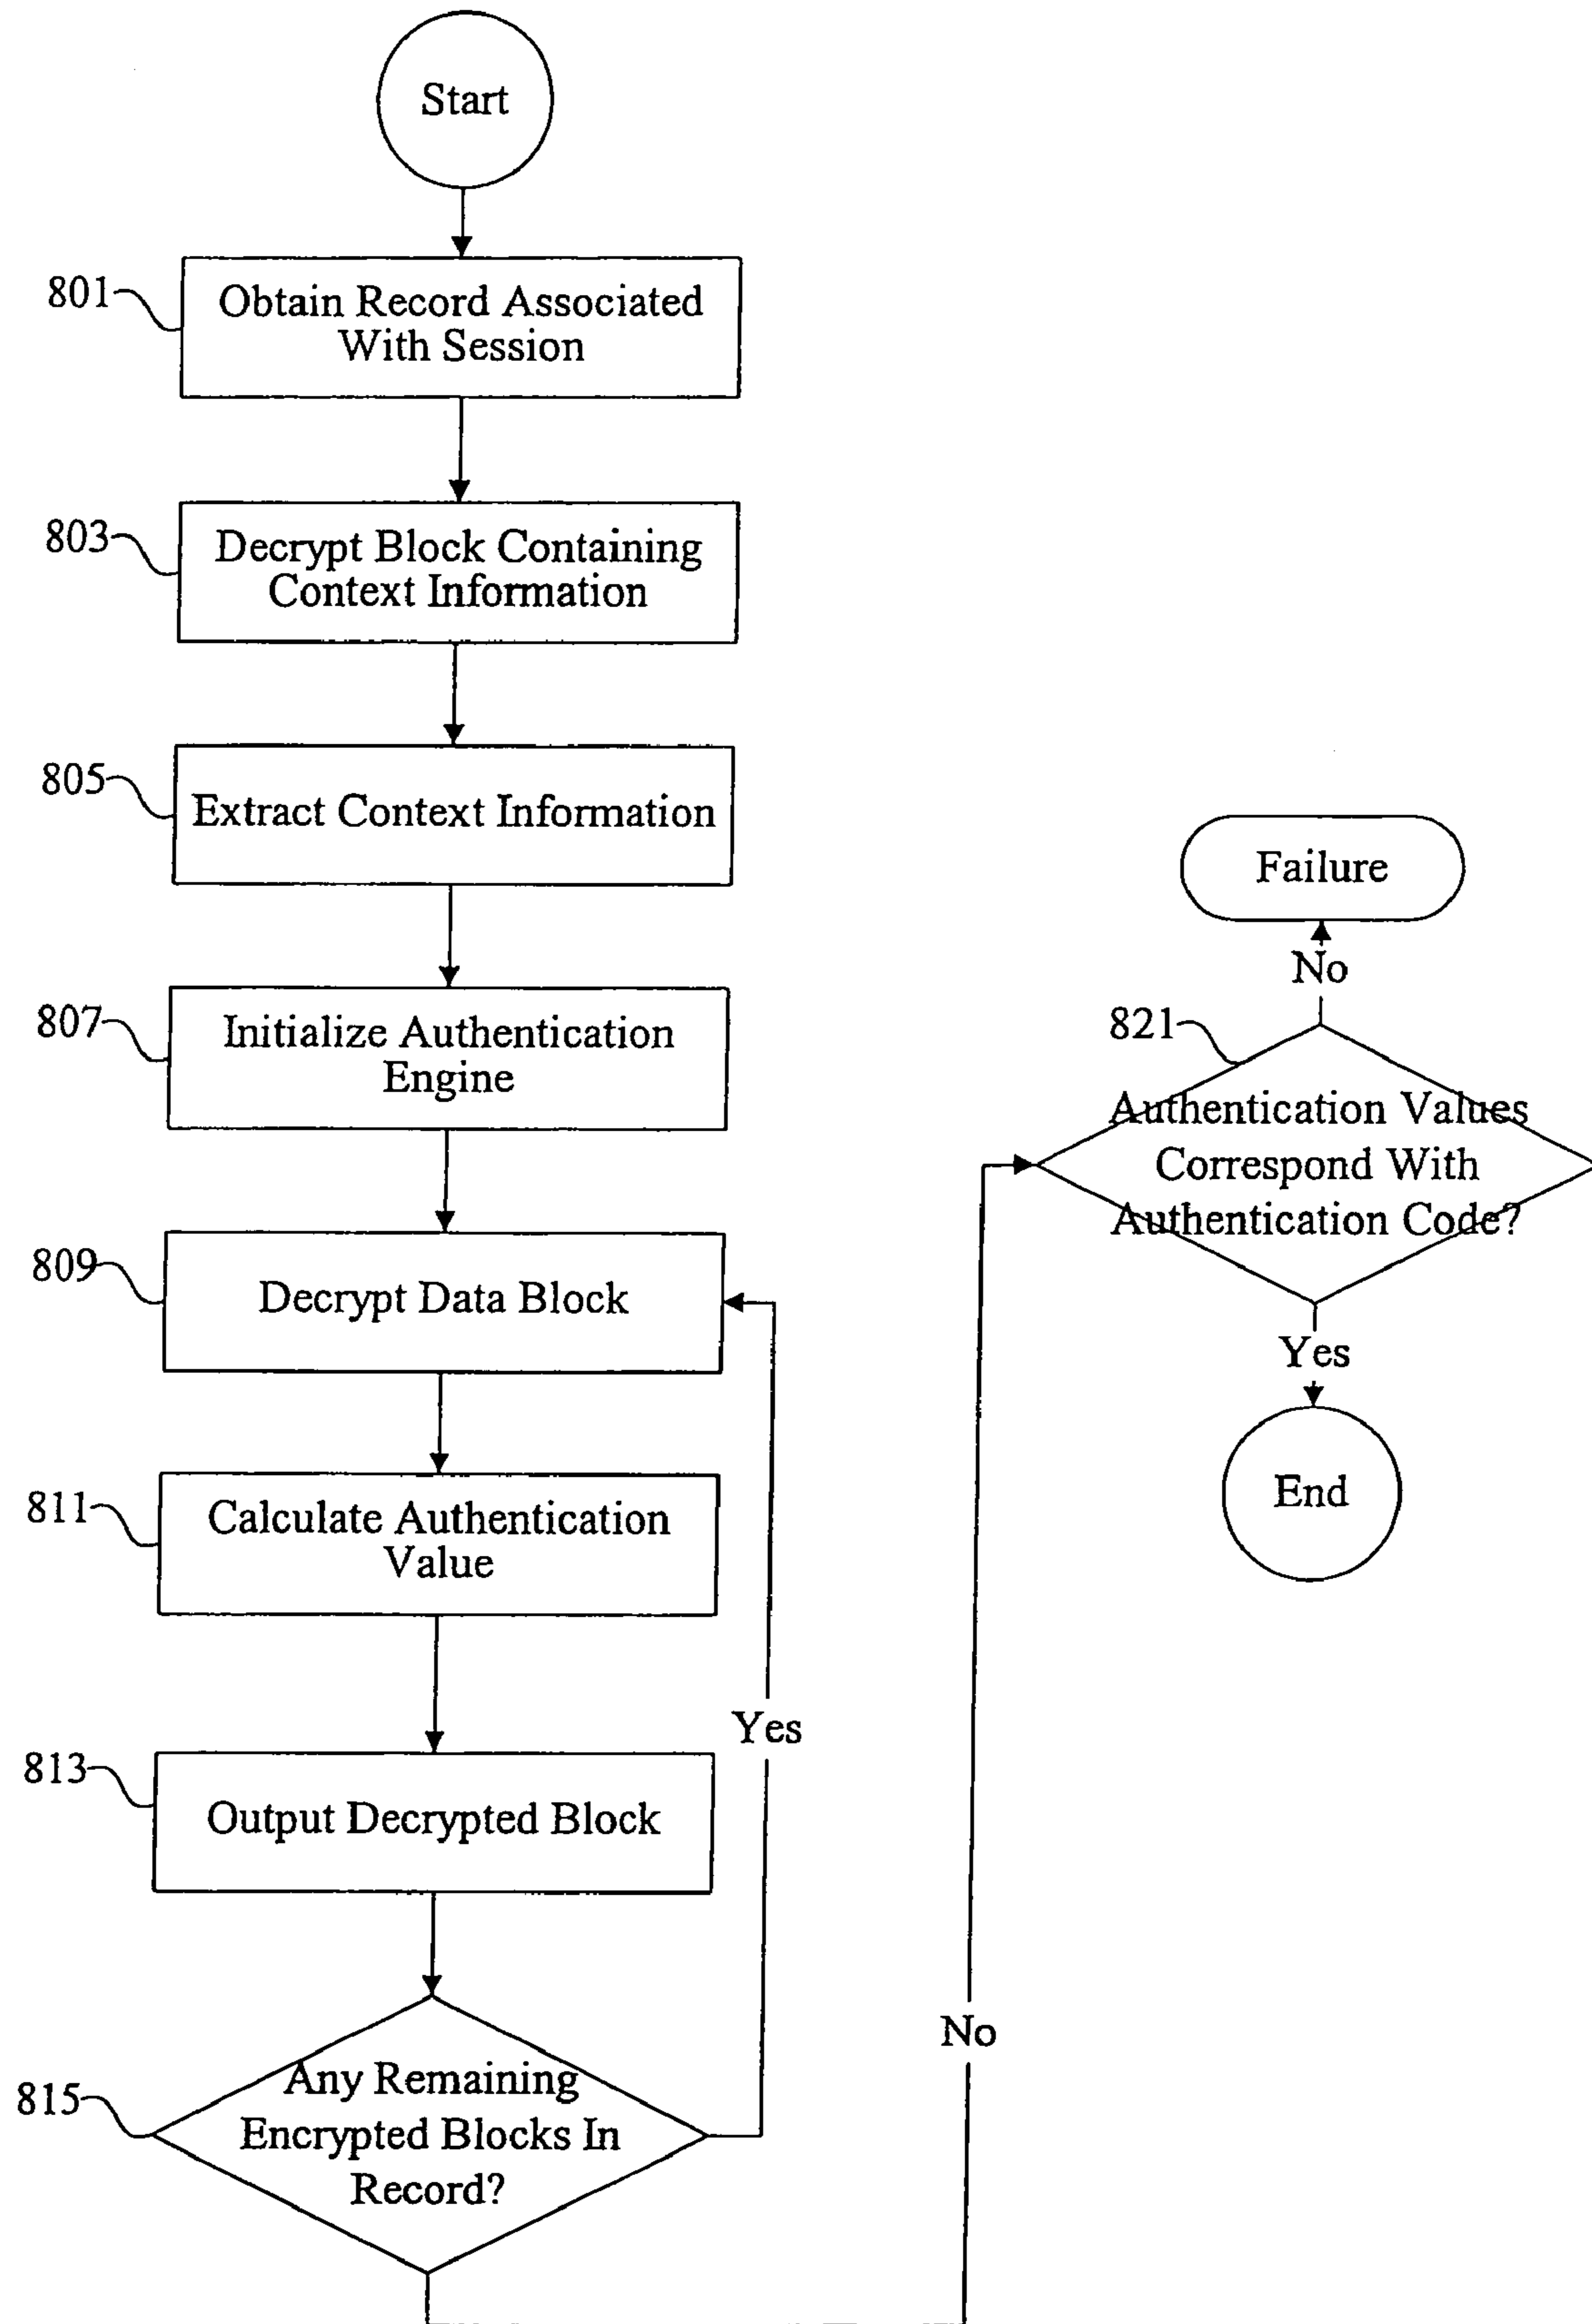 Start
801
Obtain Record Associated
With Session
803
Decrypt Block Containing
Context Information
805
Extract Context Information
807
Initialize Authentication
Engine
809
Decrypt Data Block
811
Calculate Authentication
Value
813
Output Decrypted Block
Yes
815
Any Remaining
Encrypted Blocks In
Record?
No
Failure
No
821
Authentication Values
Correspond With
Authentication Code?
Yes
End